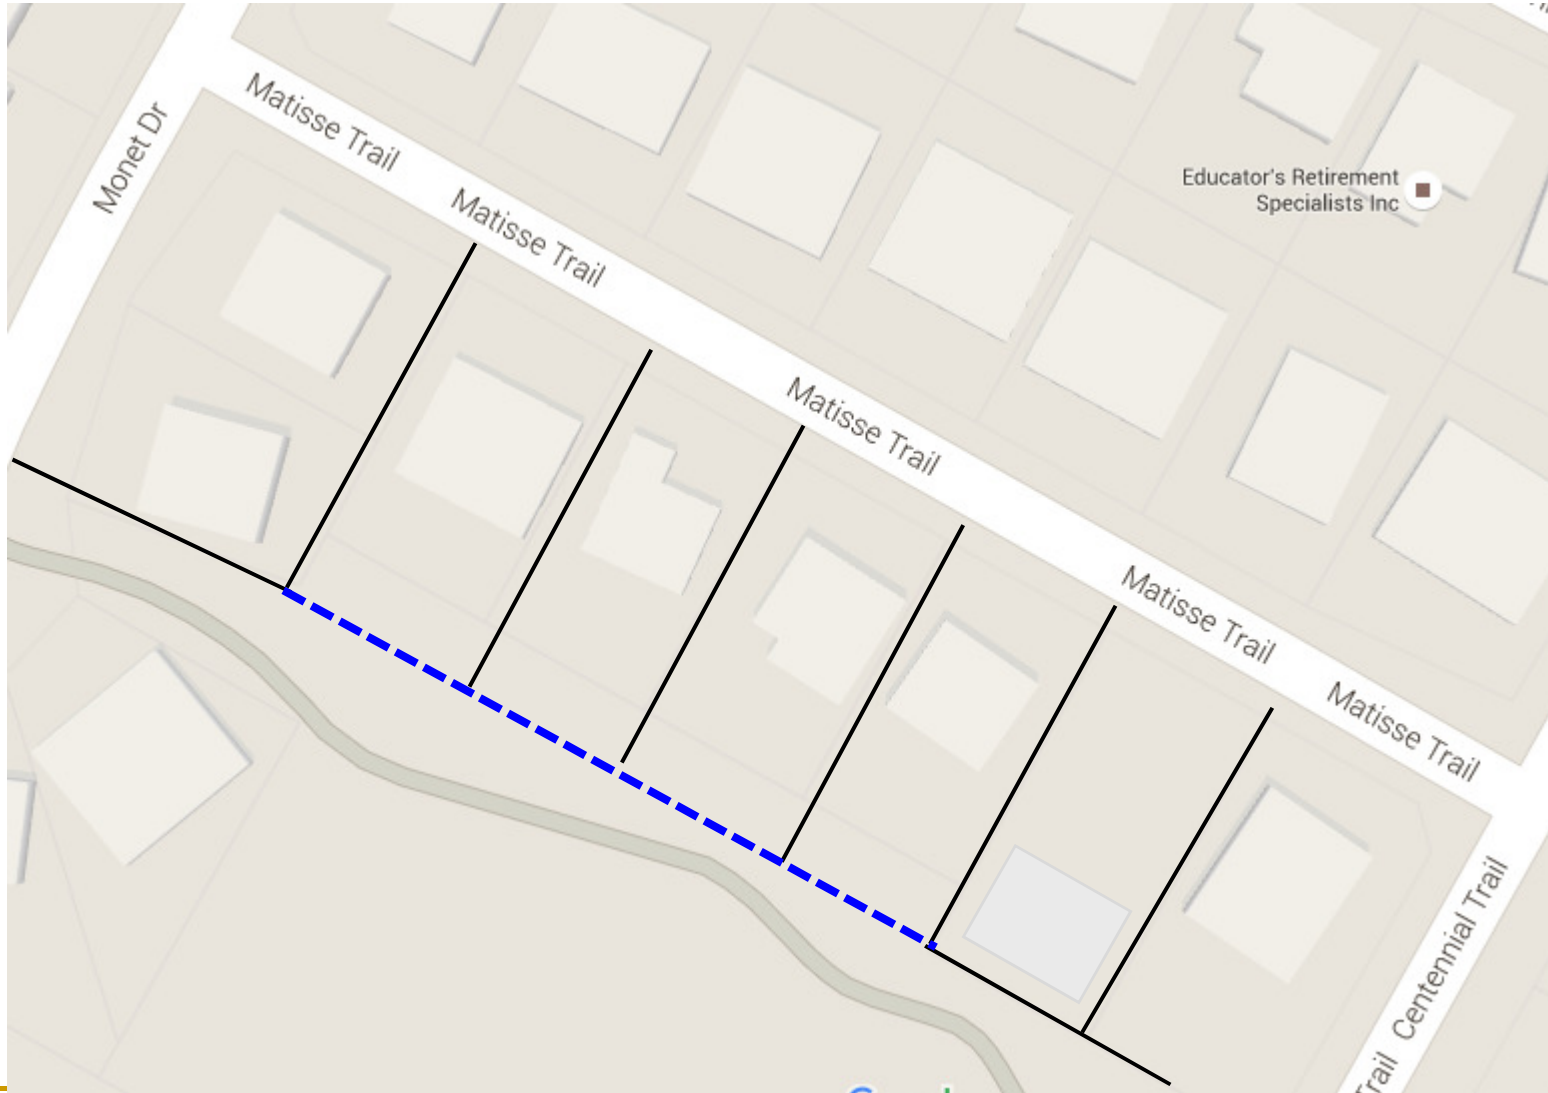 Matisse Trail
Monet Dr
Matisse Trail
Educator's Retirement
Specialists Inc
Matisse Trail
Matisse Trail
Matisse Trail
Centennial Trail
Trail